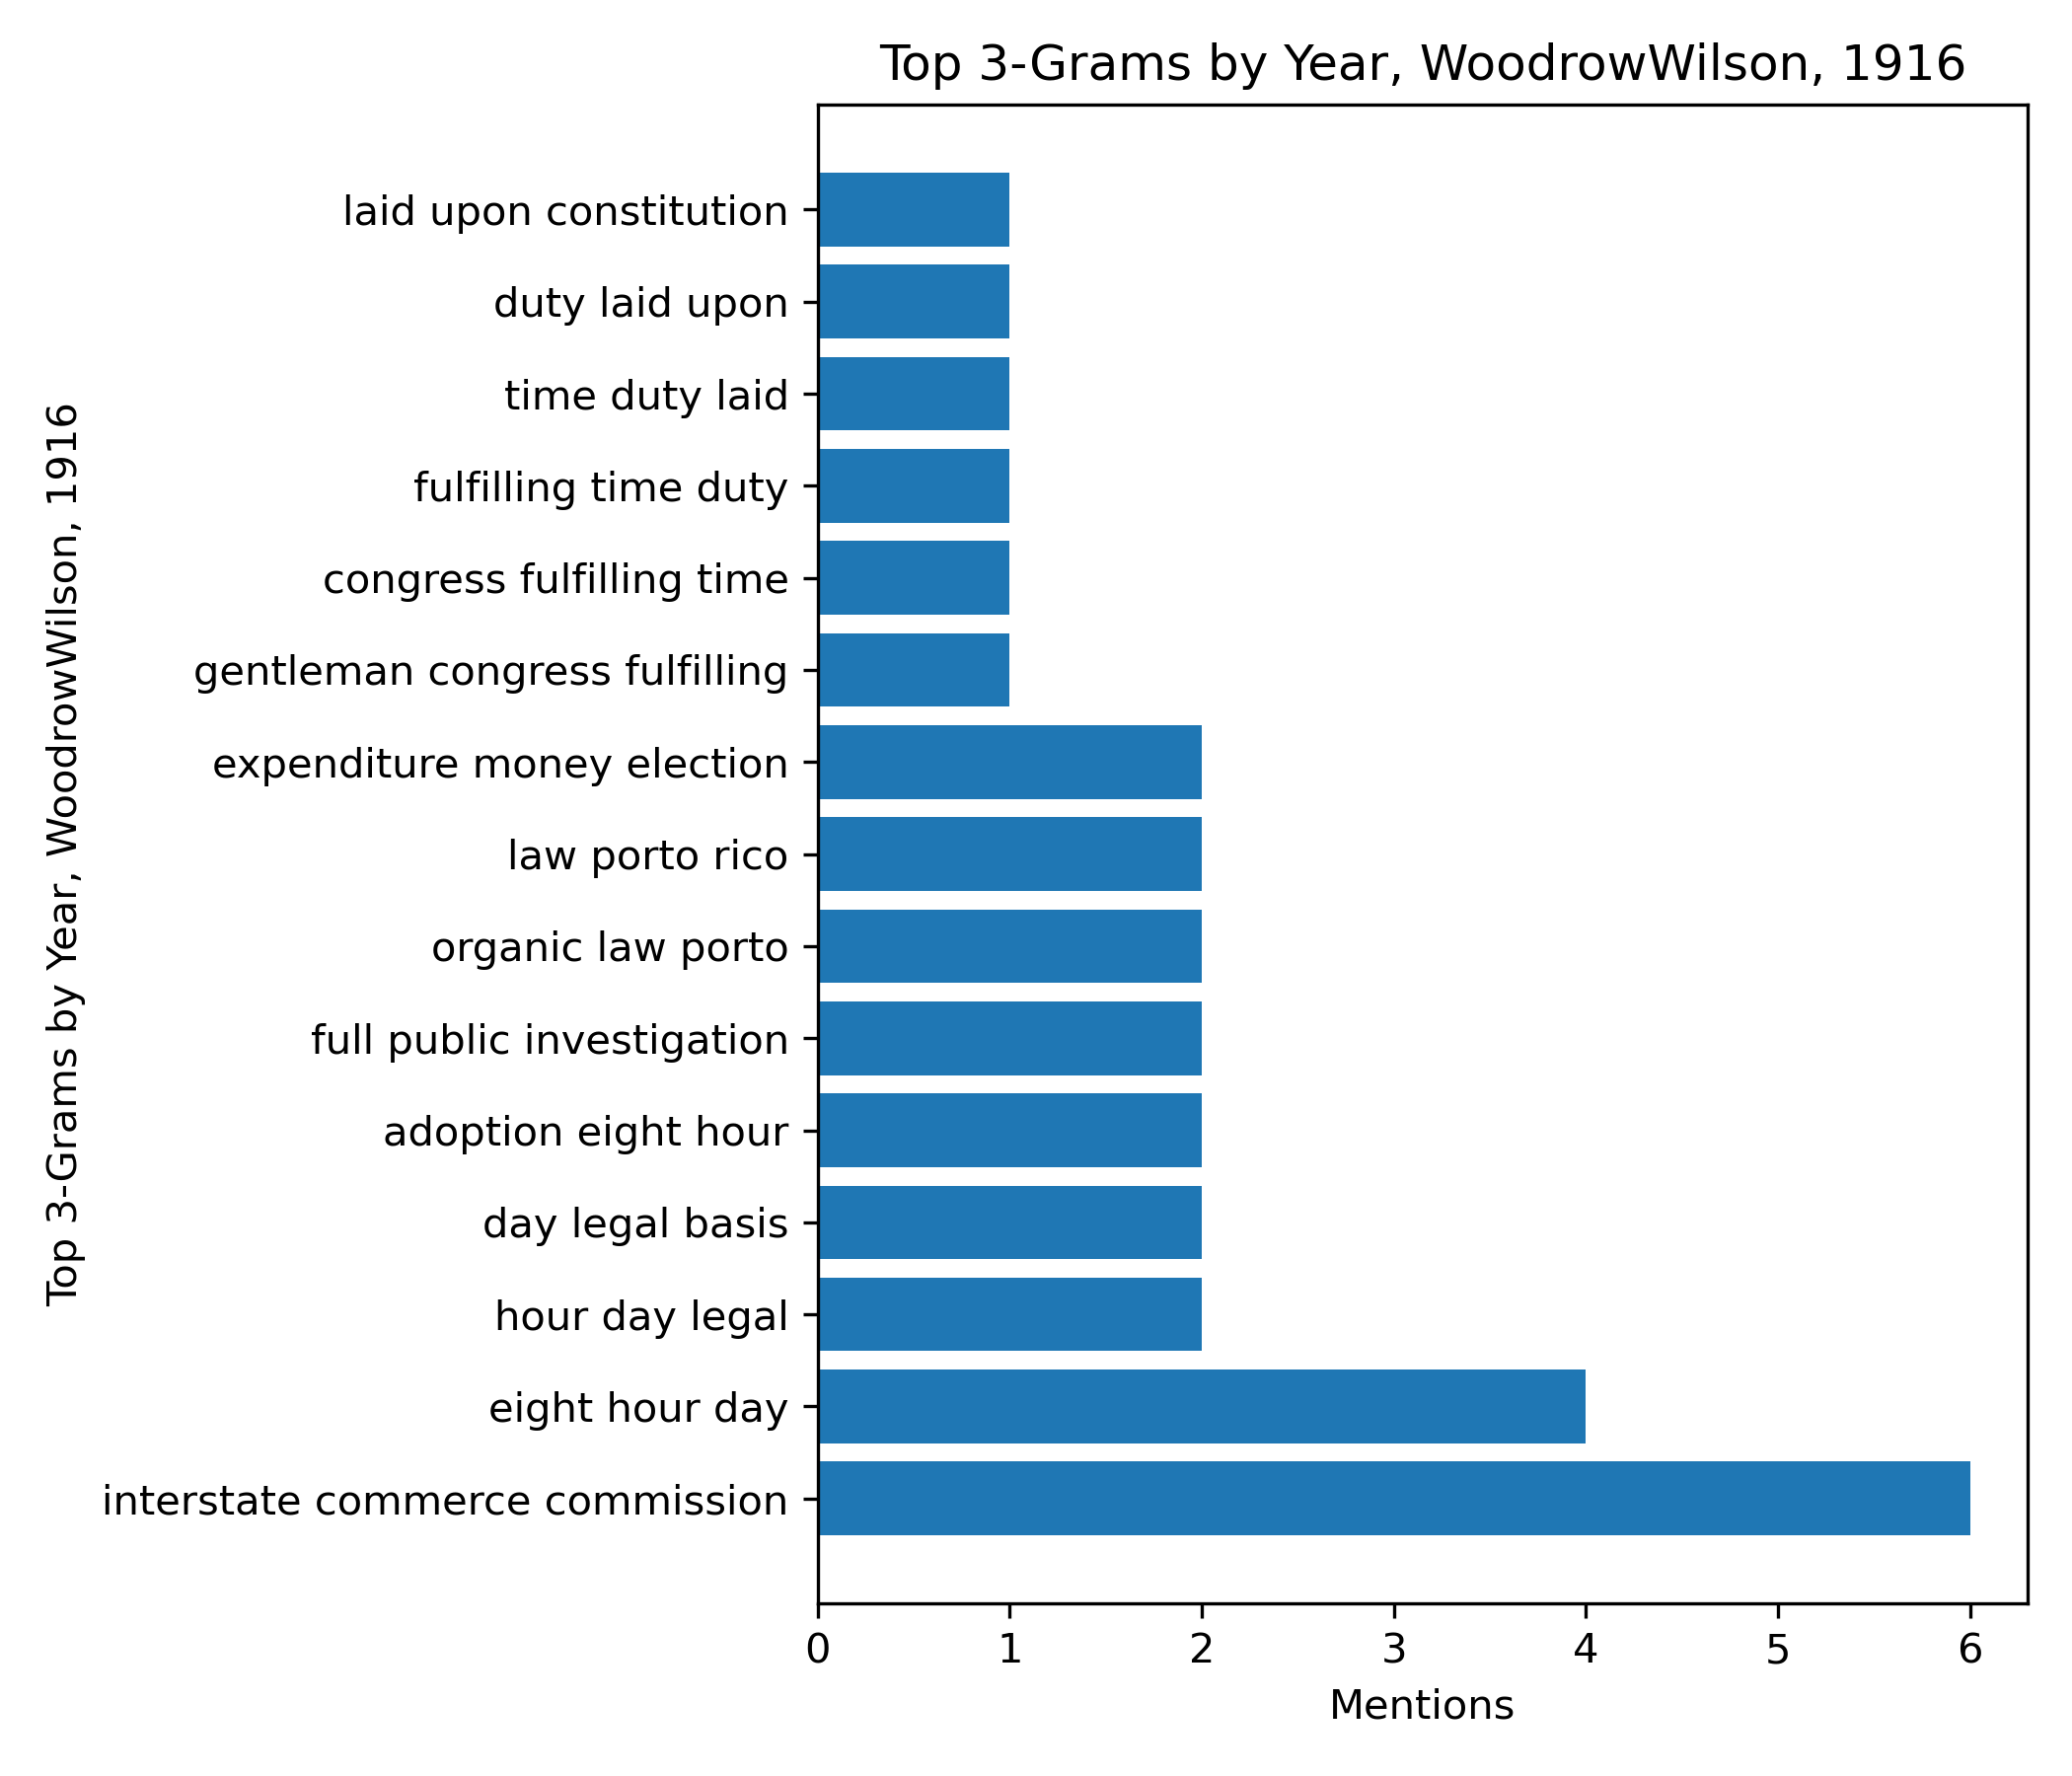 Top 3-Grams by Year, WoodrowWilson, 1916
Top 3-Grams by Year, WoodrowWilson, 1916
laid upon constitution
duty laid upon
time duty laid
fulfilling time duty
congress fulfilling time
gentleman congress fulfilling
expenditure money election
law porto rico
organic law porto
full public investigation
adoption eight hour
day legal basis
hour day legal
eight hour day
interstate commerce commission
0 1 2 3 4 5 6
Mentions